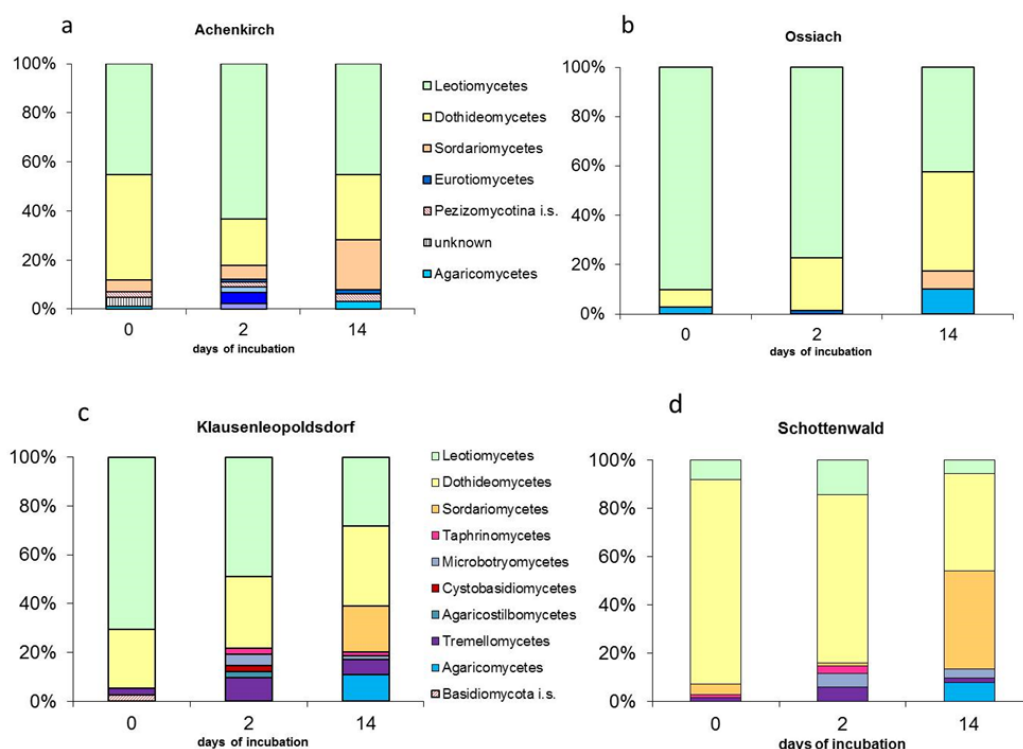 a
Achenkirch
100%
80%
60%
40%
20%
0%
0 2 14
days of incubation
Leotiomycetes
Dothideomycetes
Sordariomycetes
Eurotiomycetes
Pezizomycotina i.s.
unknown
Agaricomycetes
b
Ossiach
100%
80%
60%
40%
20%
0%
0 2 14
days of incubation
c
Klausenleopoldsdorf
100%
80%
60%
40%
20%
0%
0 2 14
days of incubation
Leotiomycetes
Dothideomycetes
Sordariomycetes
Taphrinomycetes
Microbotryomycetes
Cystobasidiomycetes
Agaricostilbomycetes
Tremellomycetes
Agaricomycetes
Basidiomycota i.s.
d
Schottenwald
100%
80%
60%
40%
20%
0%
0 2 14
days of incubation